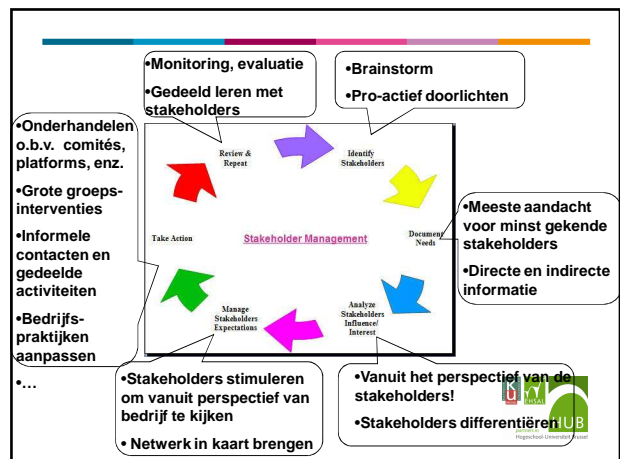 •Monitoring, evaluatie
•Gedeeld leren met
stakeholders
•Brainstorm
•Pro-actief doorlichten
•Onderhandelen
o.b.v. comités,
platforms, enz.
•Grote groeps-
interventies
•Informele
contacten en
gedeelde
activiteiten
•Bedrijfs-
praktijken
aanpassen
•…
Review &
Repeat
Identify
Stakeholders
Take Action
Stakeholder Management
Document
Needs
Manage
Stakeholders
Expectations
Analyze
Stakeholders
Influence/
Interest
•Meeste aandacht
voor minst gekende
stakeholders
•Directe en indirecte
informatie
•Stakeholders stimuleren
om vanuit perspectief van
bedrijf te kijken
• Netwerk in kaart brengen
•Vanuit het perspectief van de
stakeholders!
•Stakeholders differentiëren
EHSAL
HUB
Hogeschool-Universiteit Brussel